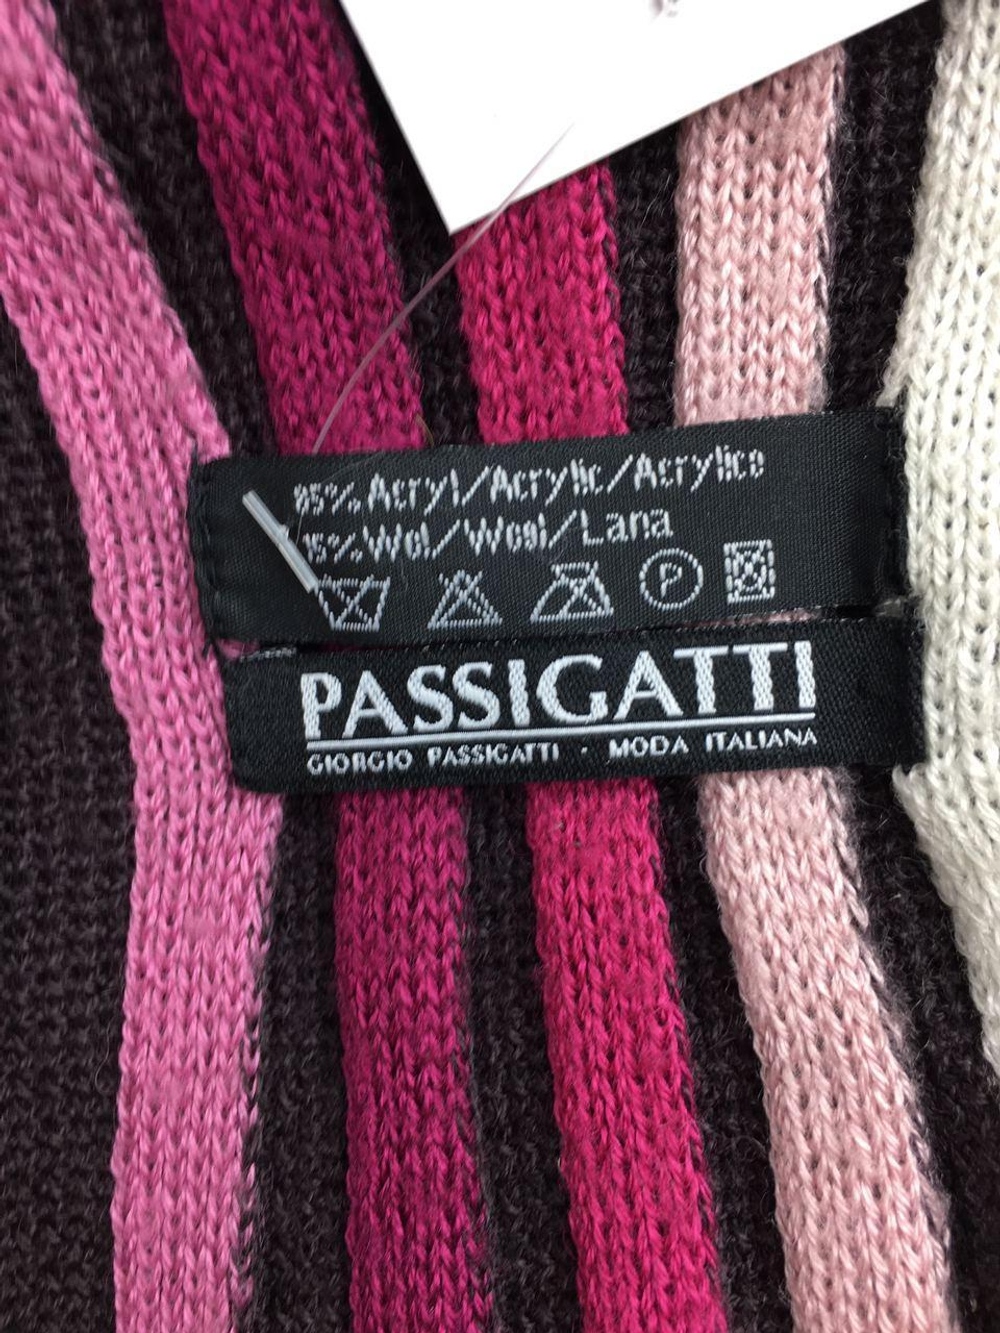 85% Acryl/Acrylic/Acrylico
15% Wol/Wool/Lana
P
PASSIGATTI
GIORGIO PASSIGATTI · MODA ITALIANA